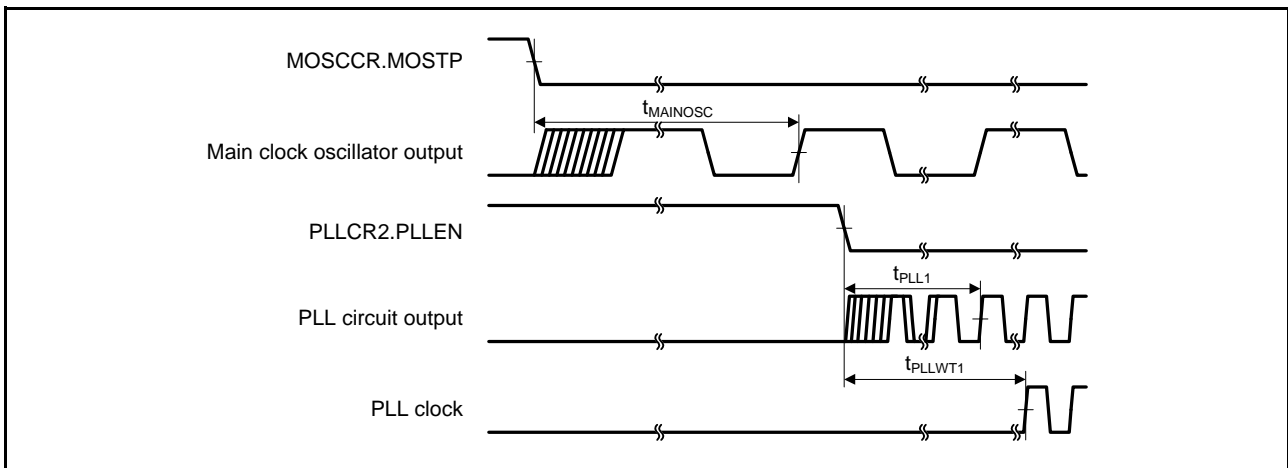 MOSCCR.MOSTP
tMAINOSC
Main clock oscillator output
PLLCR2.PLLEN
tPLL1
PLL circuit output
tPLLWT1
PLL clock